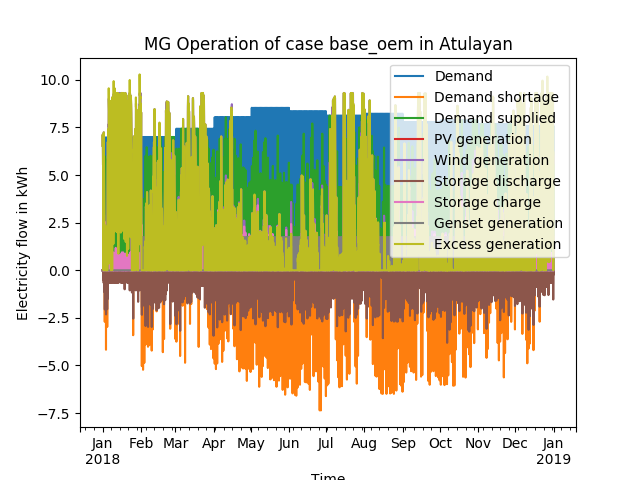 MG Operation of case base_oem in Atulayan
Electricity flow in kWh
10.0
7.5
5.0
2.5
0.0
−2.5
−5.0
−7.5
Demand
Demand shortage
Demand supplied
PV generation
Wind generation
Storage discharge
Storage charge
Genset generation
Excess generation
Jan Feb Mar Apr May Jun Jul Aug Sep Oct Nov Dec Jan
2018 2019
Time